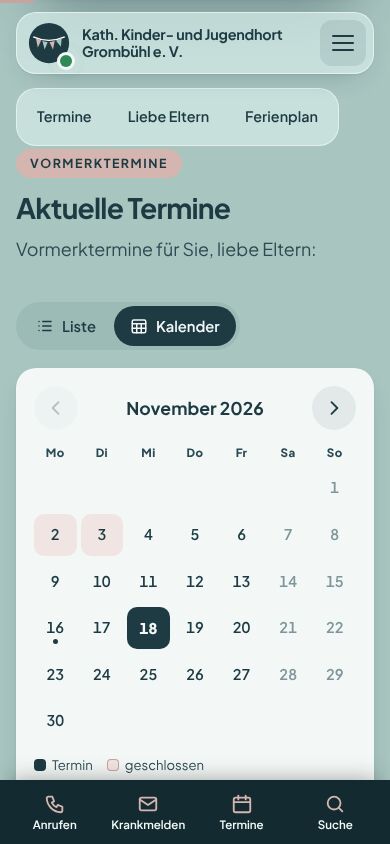 Kath. Kinder- und Jugendhort
Grombühl e. V.
Termine Liebe Eltern Ferienplan
VORMERKTERMINE
Aktuelle Termine
Vormerktermine für Sie, liebe Eltern:
Liste Kalender
November 2026
Mo Di Mi Do Fr Sa So
1
2 3 4 5 6 7 8
9 10 11 12 13 14 15
16 17 18 19 20 21 22
23 24 25 26 27 28 29
30
Termin geschlossen
Anrufen Krankmelden Termine Suche